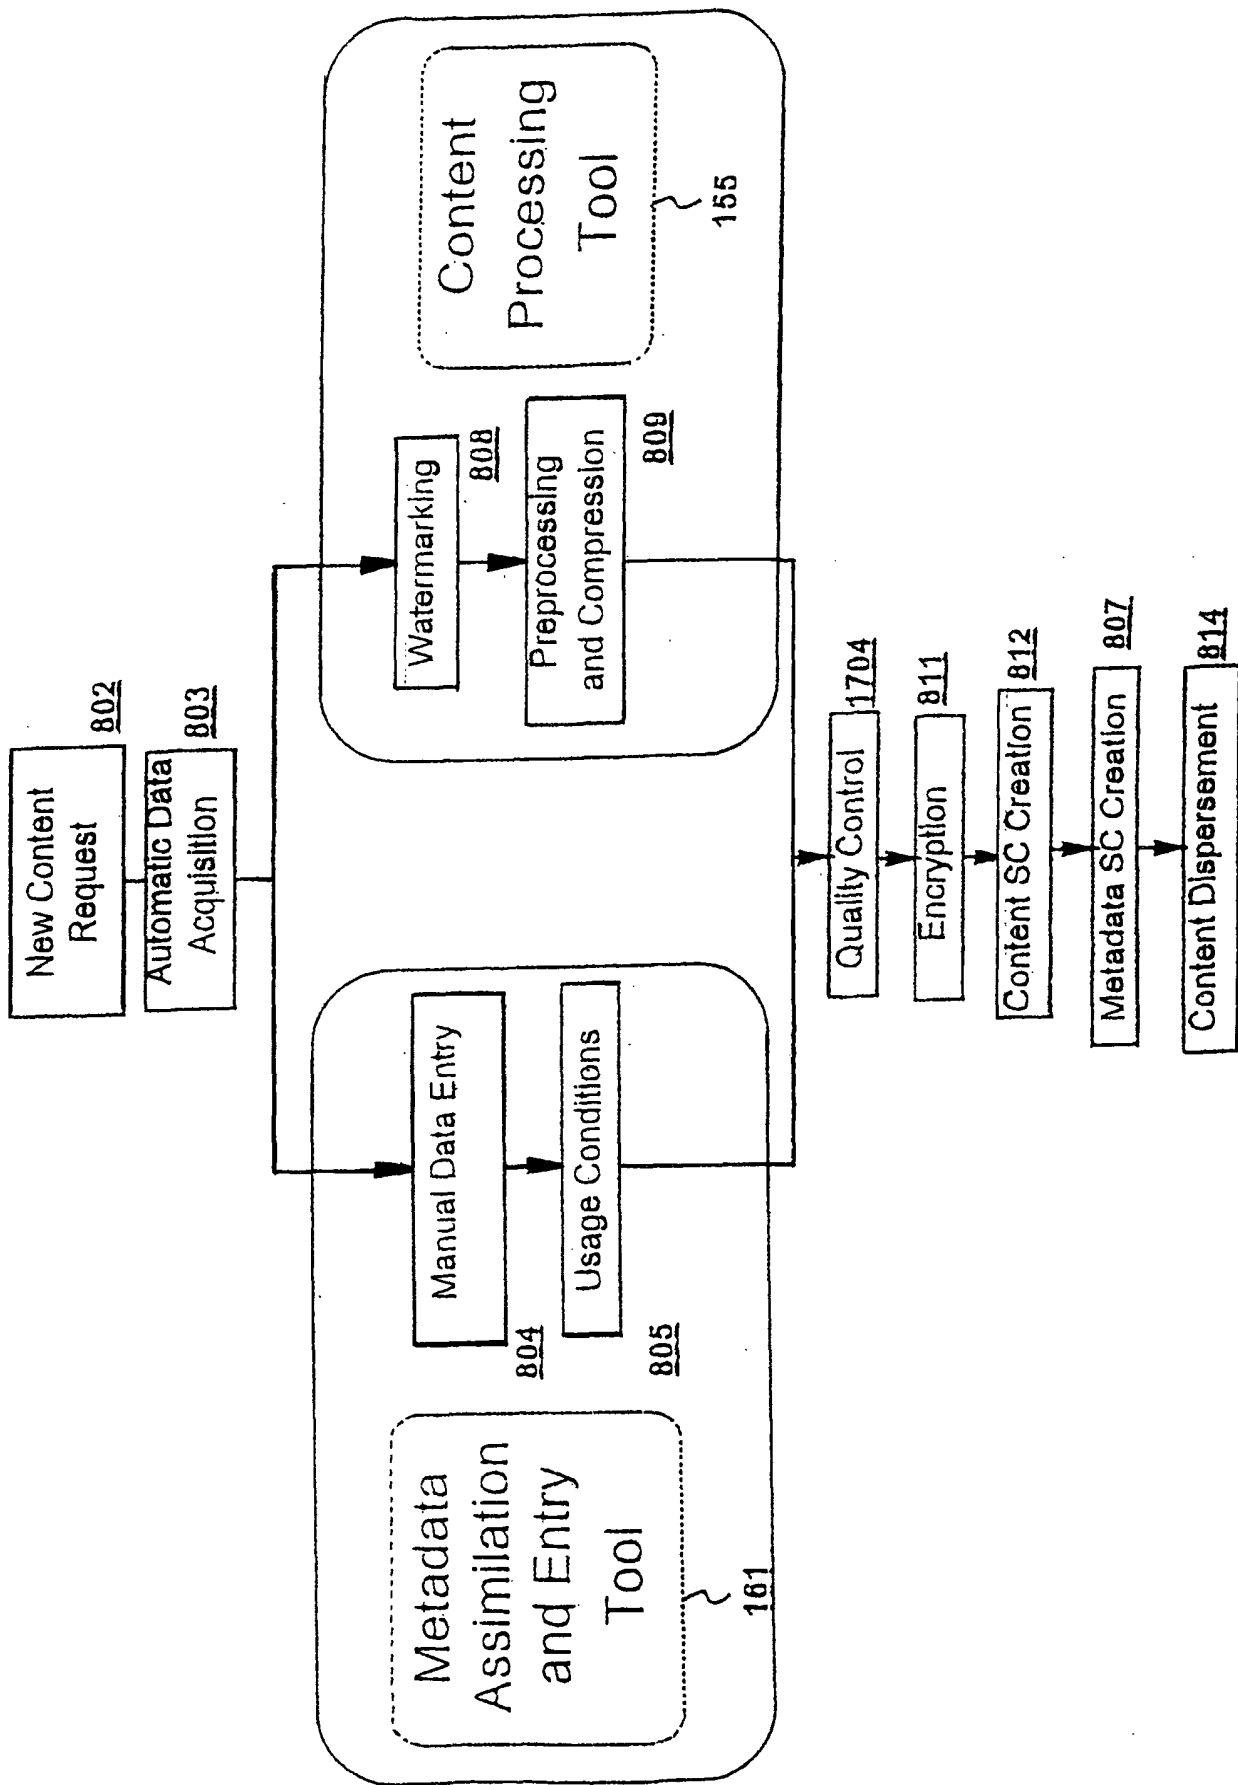 New Content
Request
802
Automatic Data
Acquisition
803
Metadata
Assimilation
and Entry
Tool
161
Manual Data Entry
804
Usage Conditions
805
Watermarking
808
Preprocessing
and Compression
809
Content
Processing
Tool
155
Quality Control
1704
Encryption
811
Content SC Creation
812
Metadata SC Creation
807
Content Dispersement
814